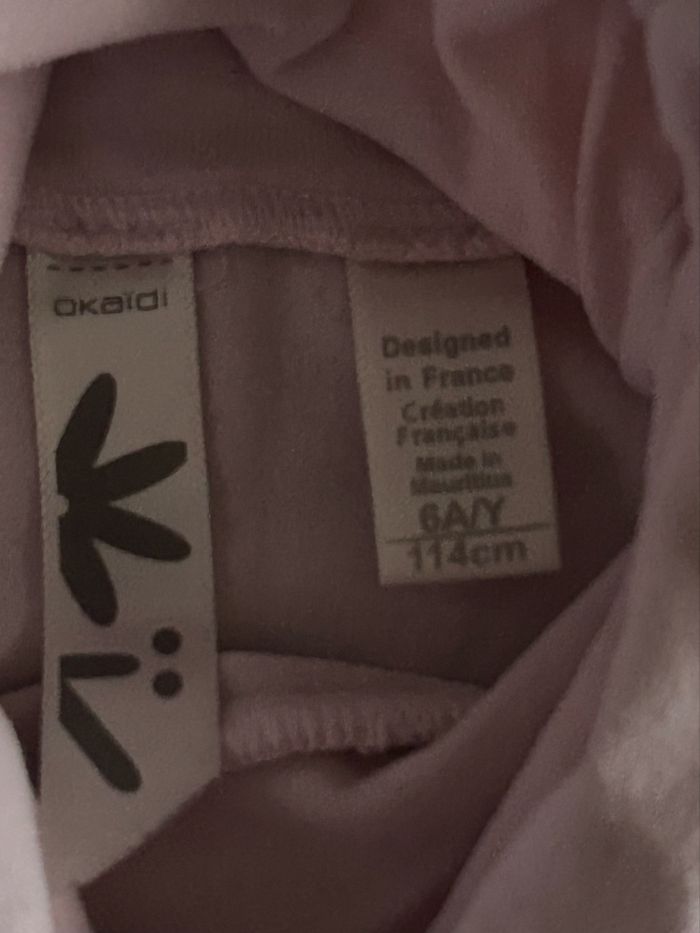 OKAÏDI
Designed
in France
Création
Française
Made in
Mauritius
6A/Y
114cm